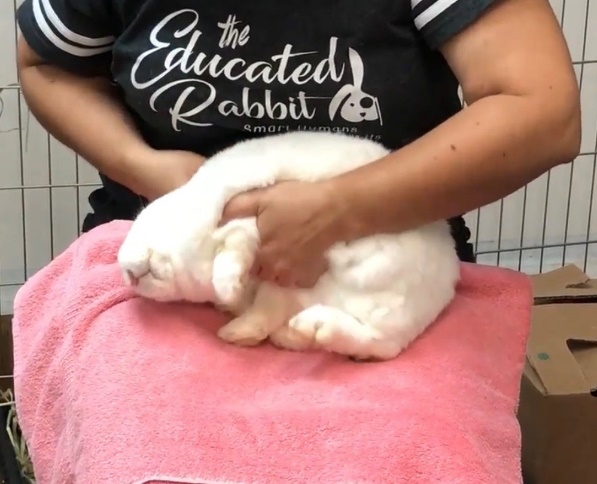 the
Educated
Rabbit
Smart Humans